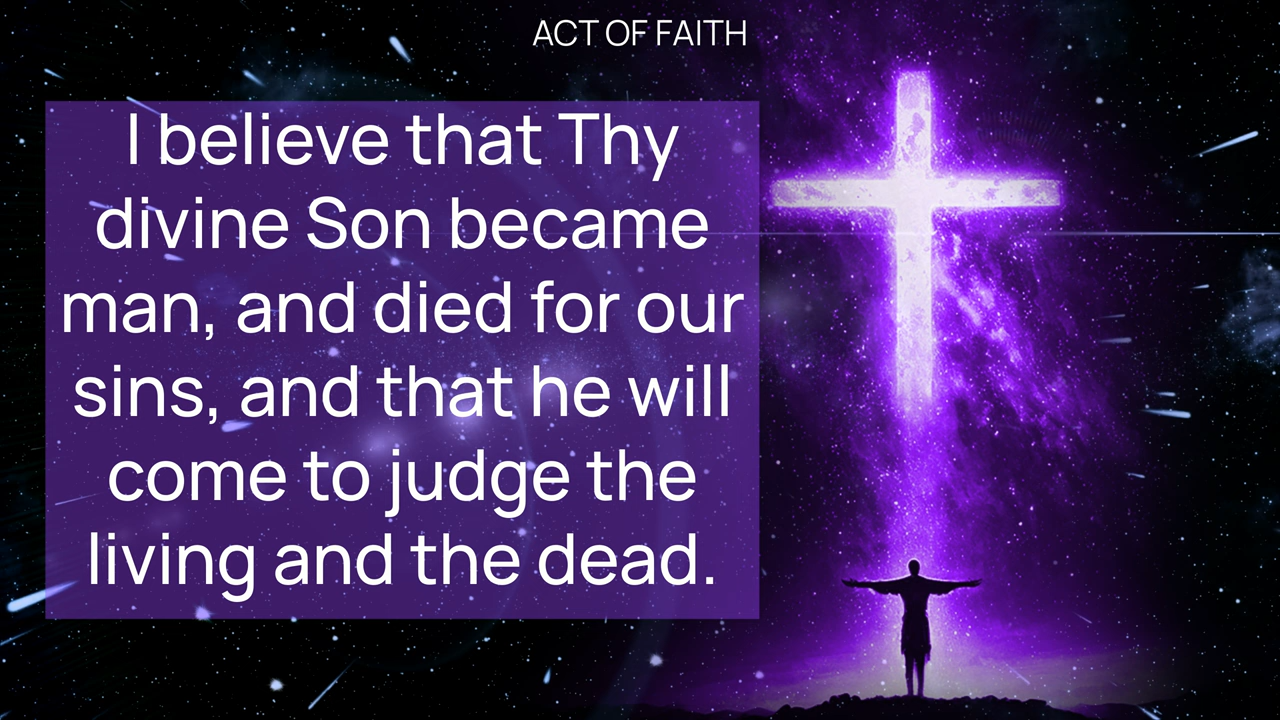 ACT OF FAITH
I believe that Thy
divine Son became
man, and died for our
sins, and that he will
come to judge the
living and the dead.